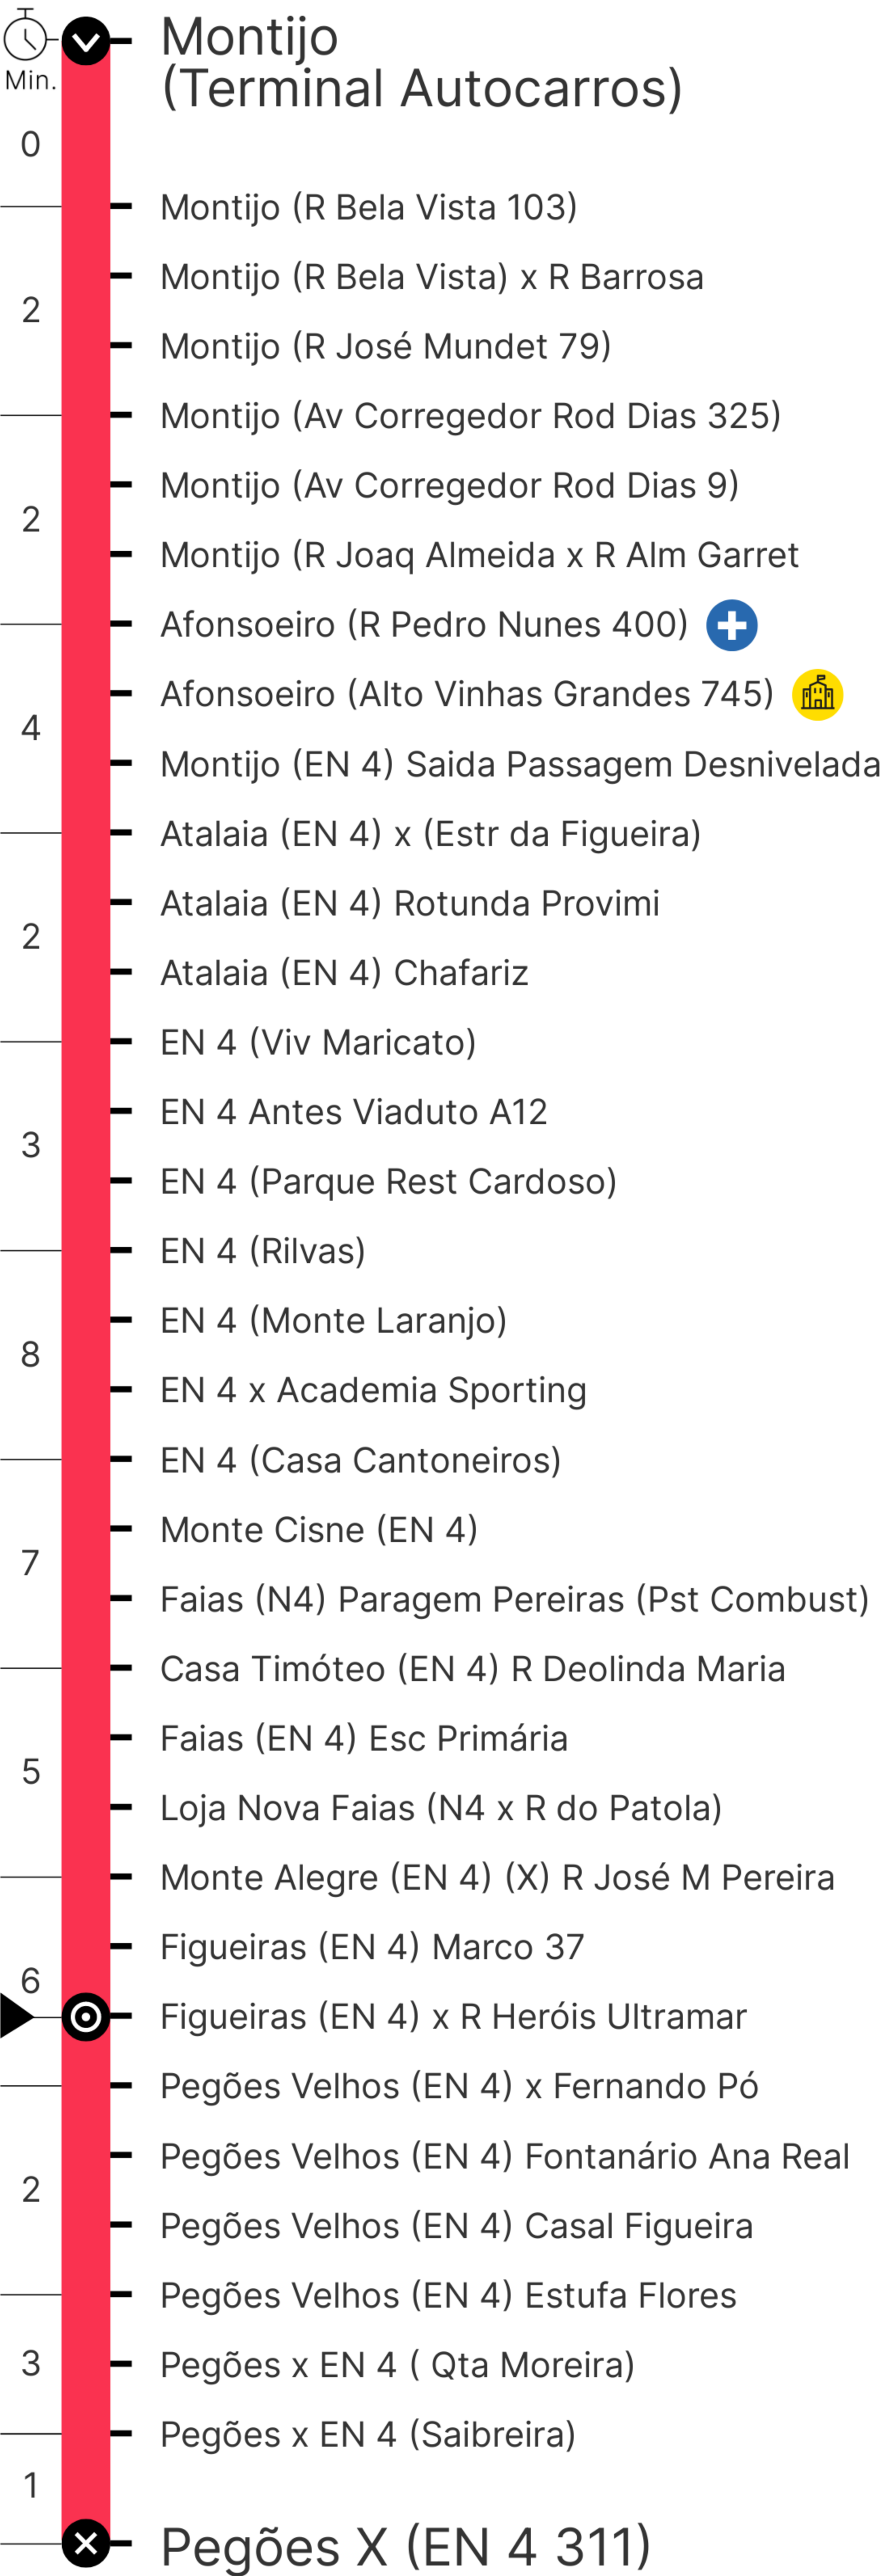 Montijo
(Terminal Autocarros)
Min.
0
Montijo (R Bela Vista 103)
Montijo (R Bela Vista) x R Barrosa
2
Montijo (R José Mundet 79)
Montijo (Av Corregedor Rod Dias 325)
Montijo (Av Corregedor Rod Dias 9)
2
Montijo (R Joaq Almeida x R Alm Garret
Afonsoeiro (R Pedro Nunes 400)
Afonsoeiro (Alto Vinhas Grandes 745)
4
Montijo (EN 4) Saida Passagem Desnivelada
Atalaia (EN 4) x (Estr da Figueira)
Atalaia (EN 4) Rotunda Provimi
2
Atalaia (EN 4) Chafariz
EN 4 (Viv Maricato)
EN 4 Antes Viaduto A12
3
EN 4 (Parque Rest Cardoso)
EN 4 (Rilvas)
EN 4 (Monte Laranjo)
8
EN 4 x Academia Sporting
EN 4 (Casa Cantoneiros)
Monte Cisne (EN 4)
7
Faias (N4) Paragem Pereiras (Pst Combust)
Casa Timóteo (EN 4) R Deolinda Maria
Faias (EN 4) Esc Primária
5
Loja Nova Faias (N4 x R do Patola)
Monte Alegre (EN 4) (X) R José M Pereira
Figueiras (EN 4) Marco 37
6
Figueiras (EN 4) x R Heróis Ultramar
Pegões Velhos (EN 4) x Fernando Pó
Pegões Velhos (EN 4) Fontanário Ana Real
2
Pegões Velhos (EN 4) Casal Figueira
Pegões Velhos (EN 4) Estufa Flores
3
Pegões x EN 4 ( Qta Moreira)
Pegões x EN 4 (Saibreira)
1
Pegões X (EN 4 311)